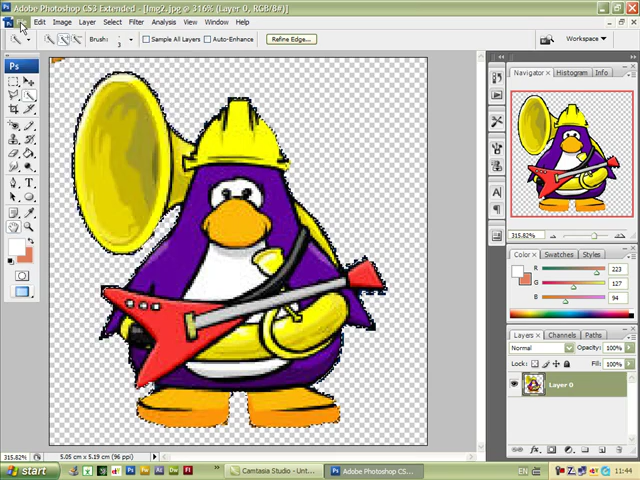 Adobe Photoshop CS3 Extended - [Img2.jpg @ 316% (Layer 0, RGB/8#)]
Edit Image Layer Select Filter Analysis View Window Help
Brush: 3 Sample All Layers Auto-Enhance Refine Edge... Workspace
Ps
Navigator Histogram Info
315.82%
Color Swatches Styles
R 223
G 127
B 94
Layers Channels Paths
Normal Opacity: 100%
Lock: Fill: 100%
Layer 0
315.82% 5.05 cm x 5.19 cm (96 ppi)
start Camtasia Studio - Unt... Adobe Photoshop CS... EN 11:44